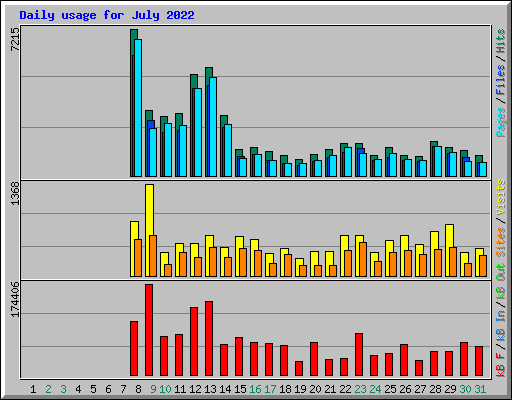 Daily usage for July 2022
7215
Pages / Files / Hits
1368
Sites / Visits
174406
kB F / kB In / kB Out
1 2 3 4 5 6 7 8 9 10 11 12 13 14 15 16 17 18 19 20 21 22 23 24 25 26 27 28 29 30 31